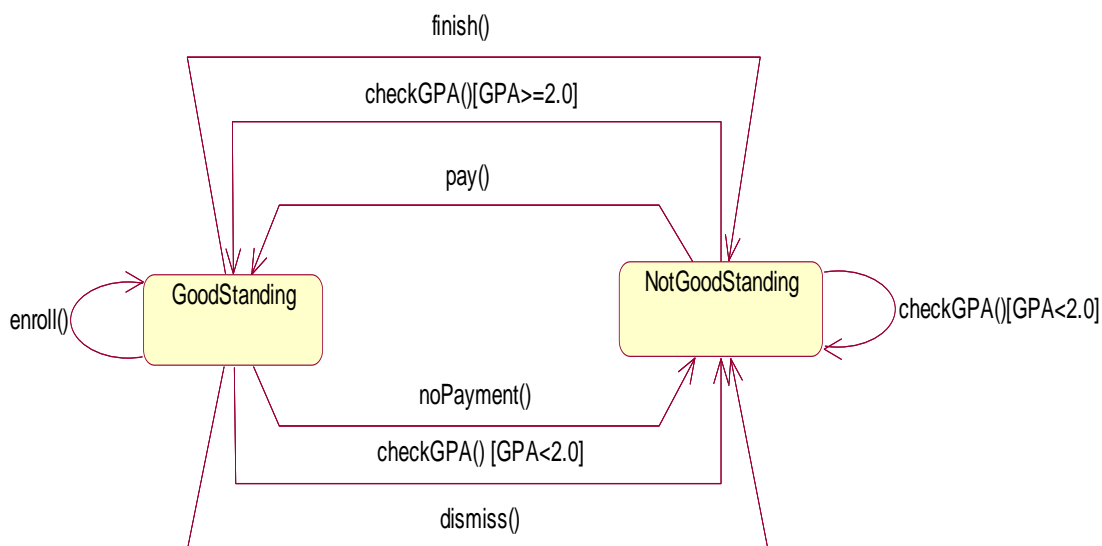 finish()
checkGPA()[GPA>=2.0]
pay()
GoodStanding
NotGoodStanding
enroll()
checkGPA()[GPA<2.0]
noPayment()
checkGPA() [GPA<2.0]
dismiss()